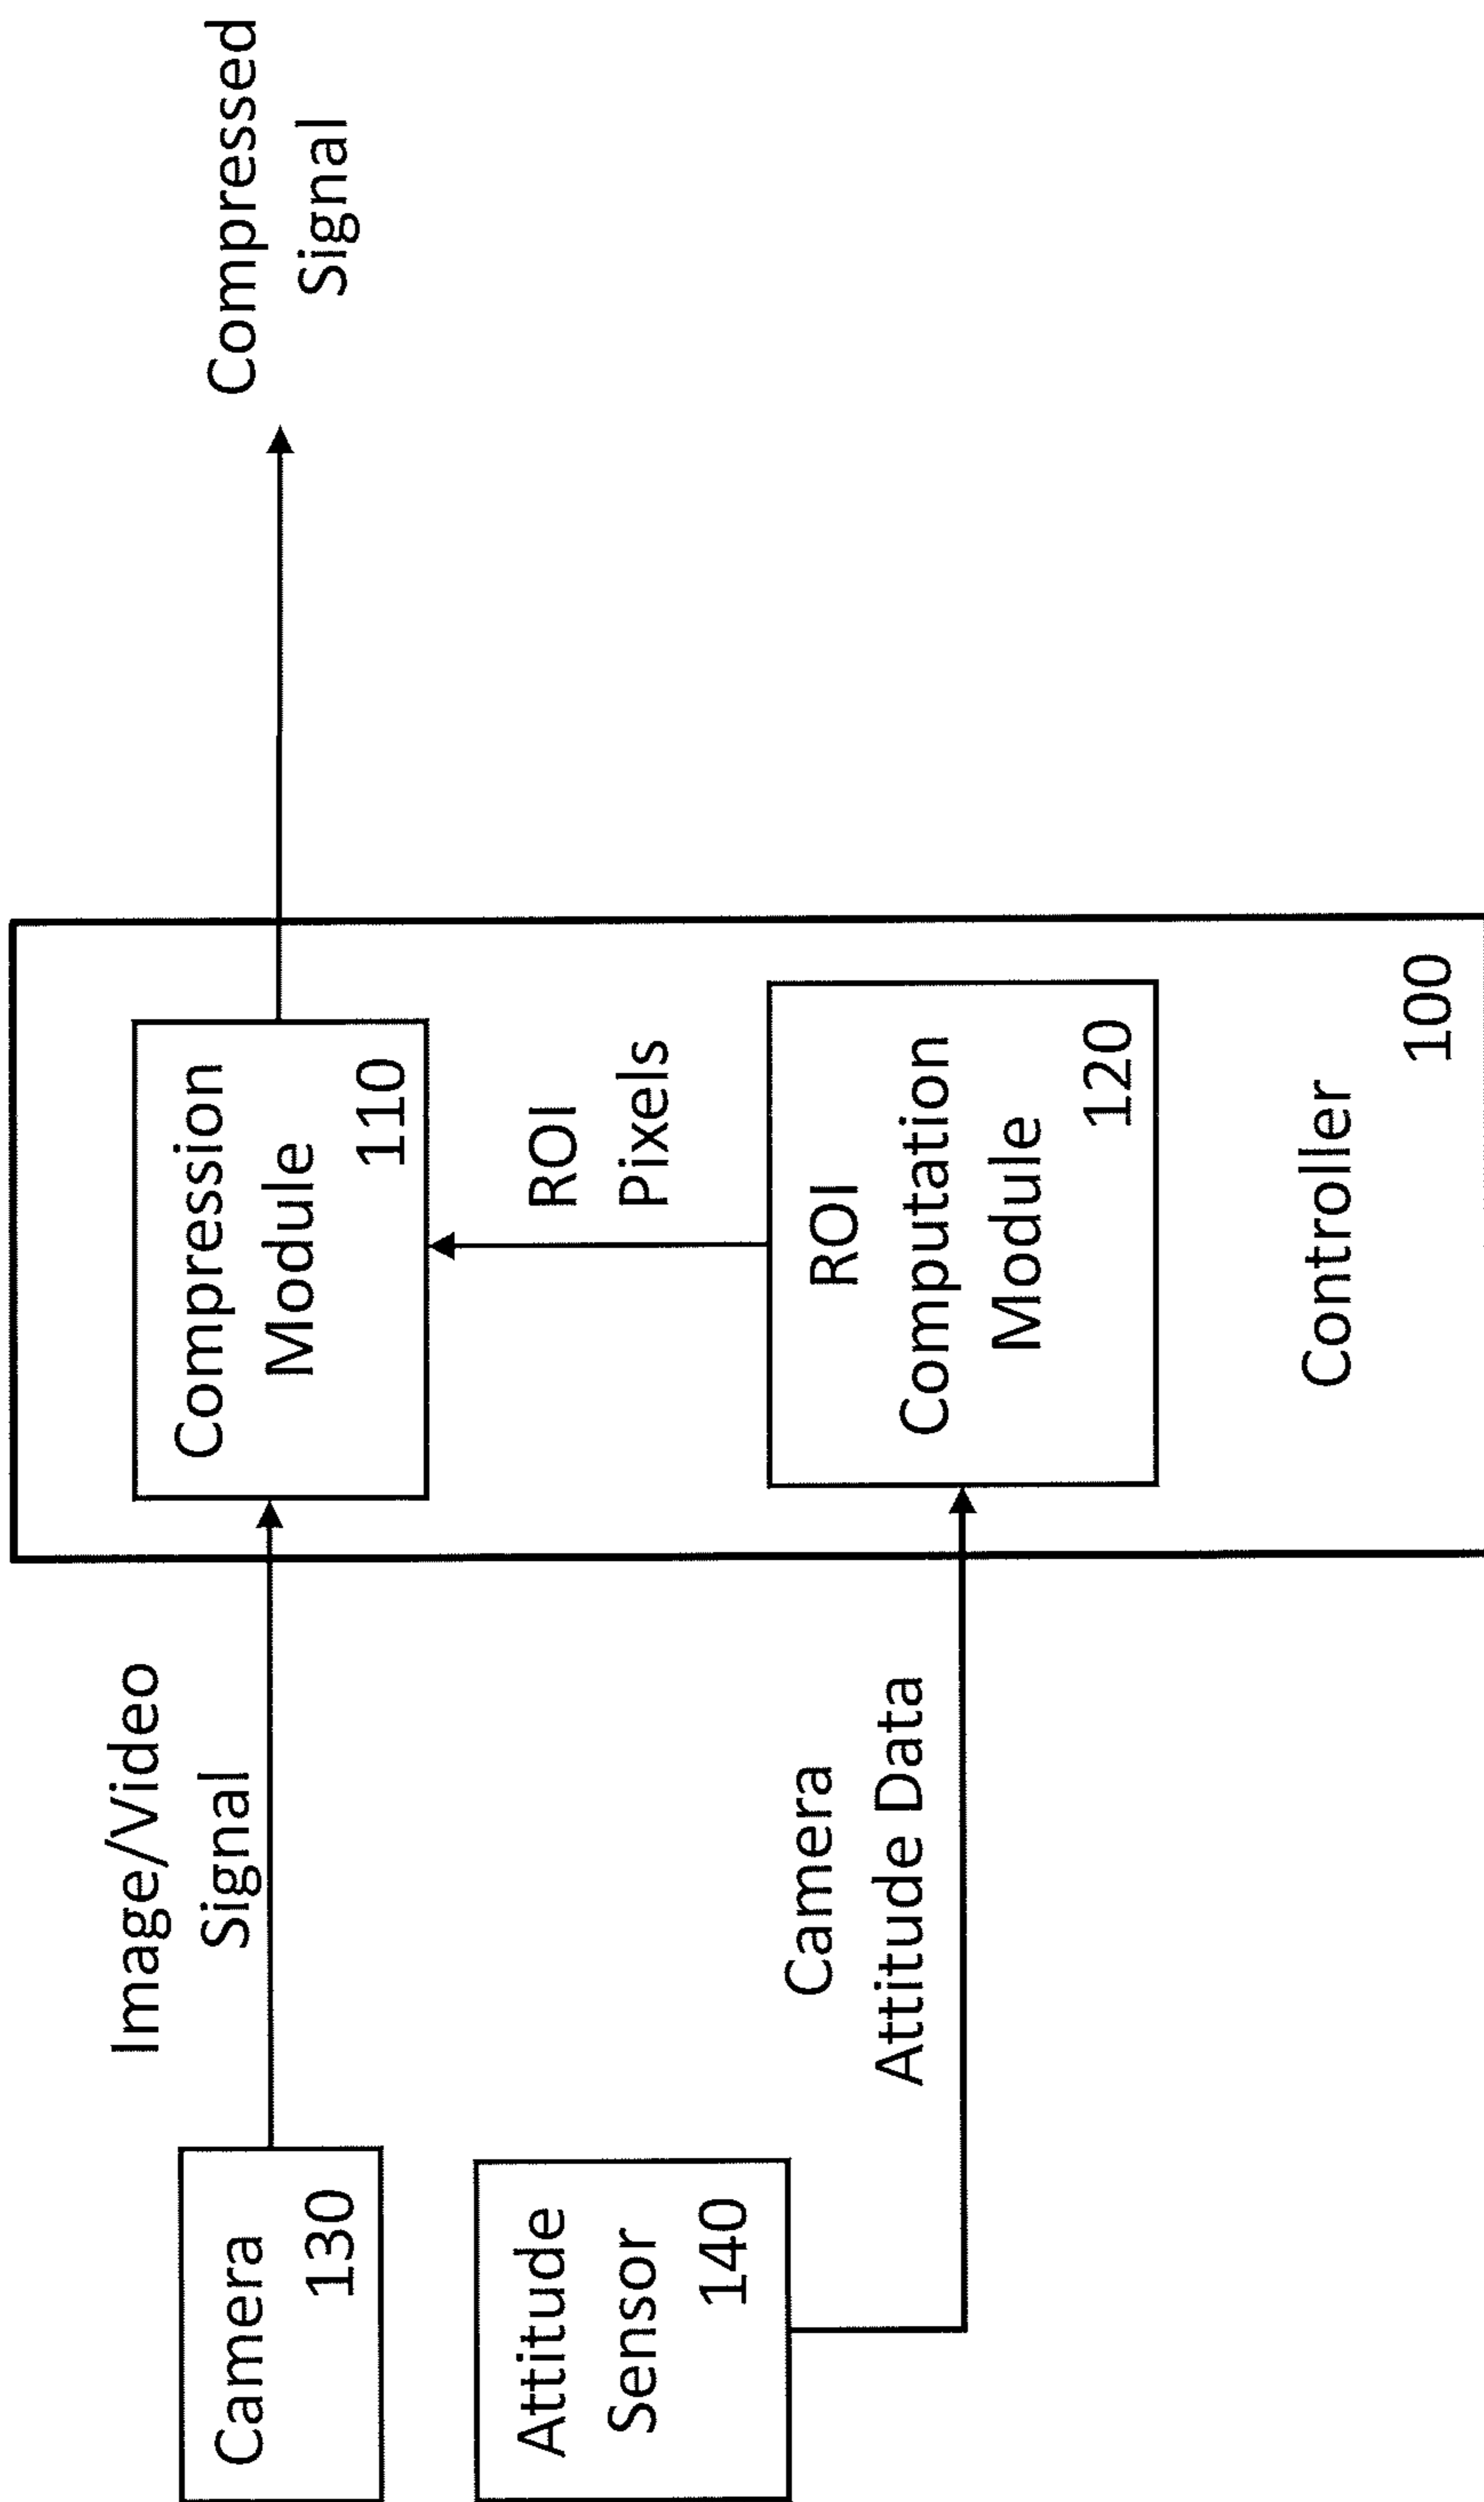 Camera
130
Attitude
Sensor
140
Image/Video
Signal
Camera
Attitude Data
Compression
Module
110
ROI
Pixels
ROI
Computation
Module
120
Controller
100
Compressed
Signal